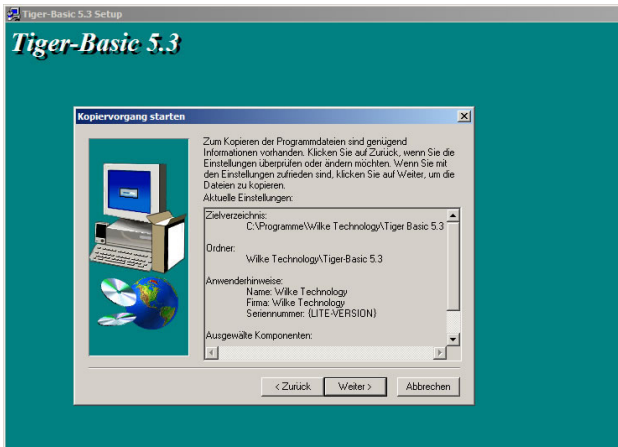 Tiger-Basic 5.3 Setup
Tiger-Basic 5.3
Kopiervorgang starten
Zum Kopieren der Programmdateien sind genügend
Informationen vorhanden. Klicken Sie auf Zurück, wenn Sie die
Einstellungen überprüfen oder ändern möchten. Wenn Sie mit
den Einstellungen zufrieden sind, klicken Sie auf Weiter, um die
Dateien zu kopieren.
Aktuelle Einstellungen:
Zielverzeichnis:
C:\Programme\Wilke Technology\Tiger Basic 5.3
Ordner:
Wilke Technology\Tiger-Basic 5.3
Anwenderhinweise:
Name: Wilke Technology
Firma: Wilke Technology
Seriennummer: (LITE-VERSION)
Ausgewälte Komponenten:
< Zurück
Weiter >
Abbrechen